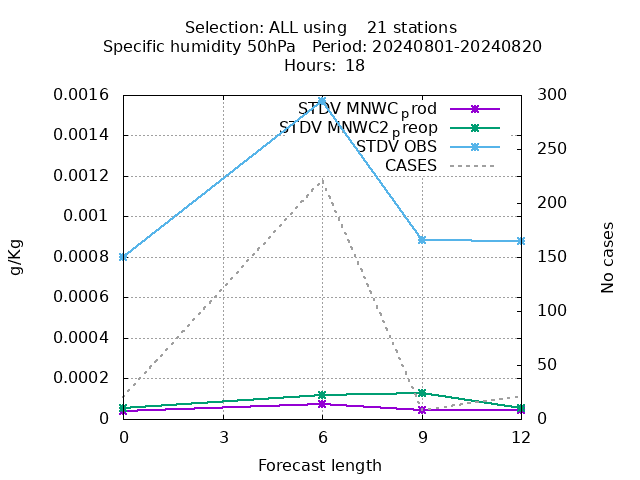 Selection: ALL using    21 stations
Specific humidity 50hPa   Period: 20240801-20240820
Hours: 18
0.0016
0.0014
0.0012
0.001
0.0008
0.0006
0.0004
0.0002
0
g/Kg
STDV MNWC_prod
STDV MNWC2_preop
STDV OBS
CASES
300
250
200
150
100
50
0
No cases
0 3 6 9 12
Forecast length